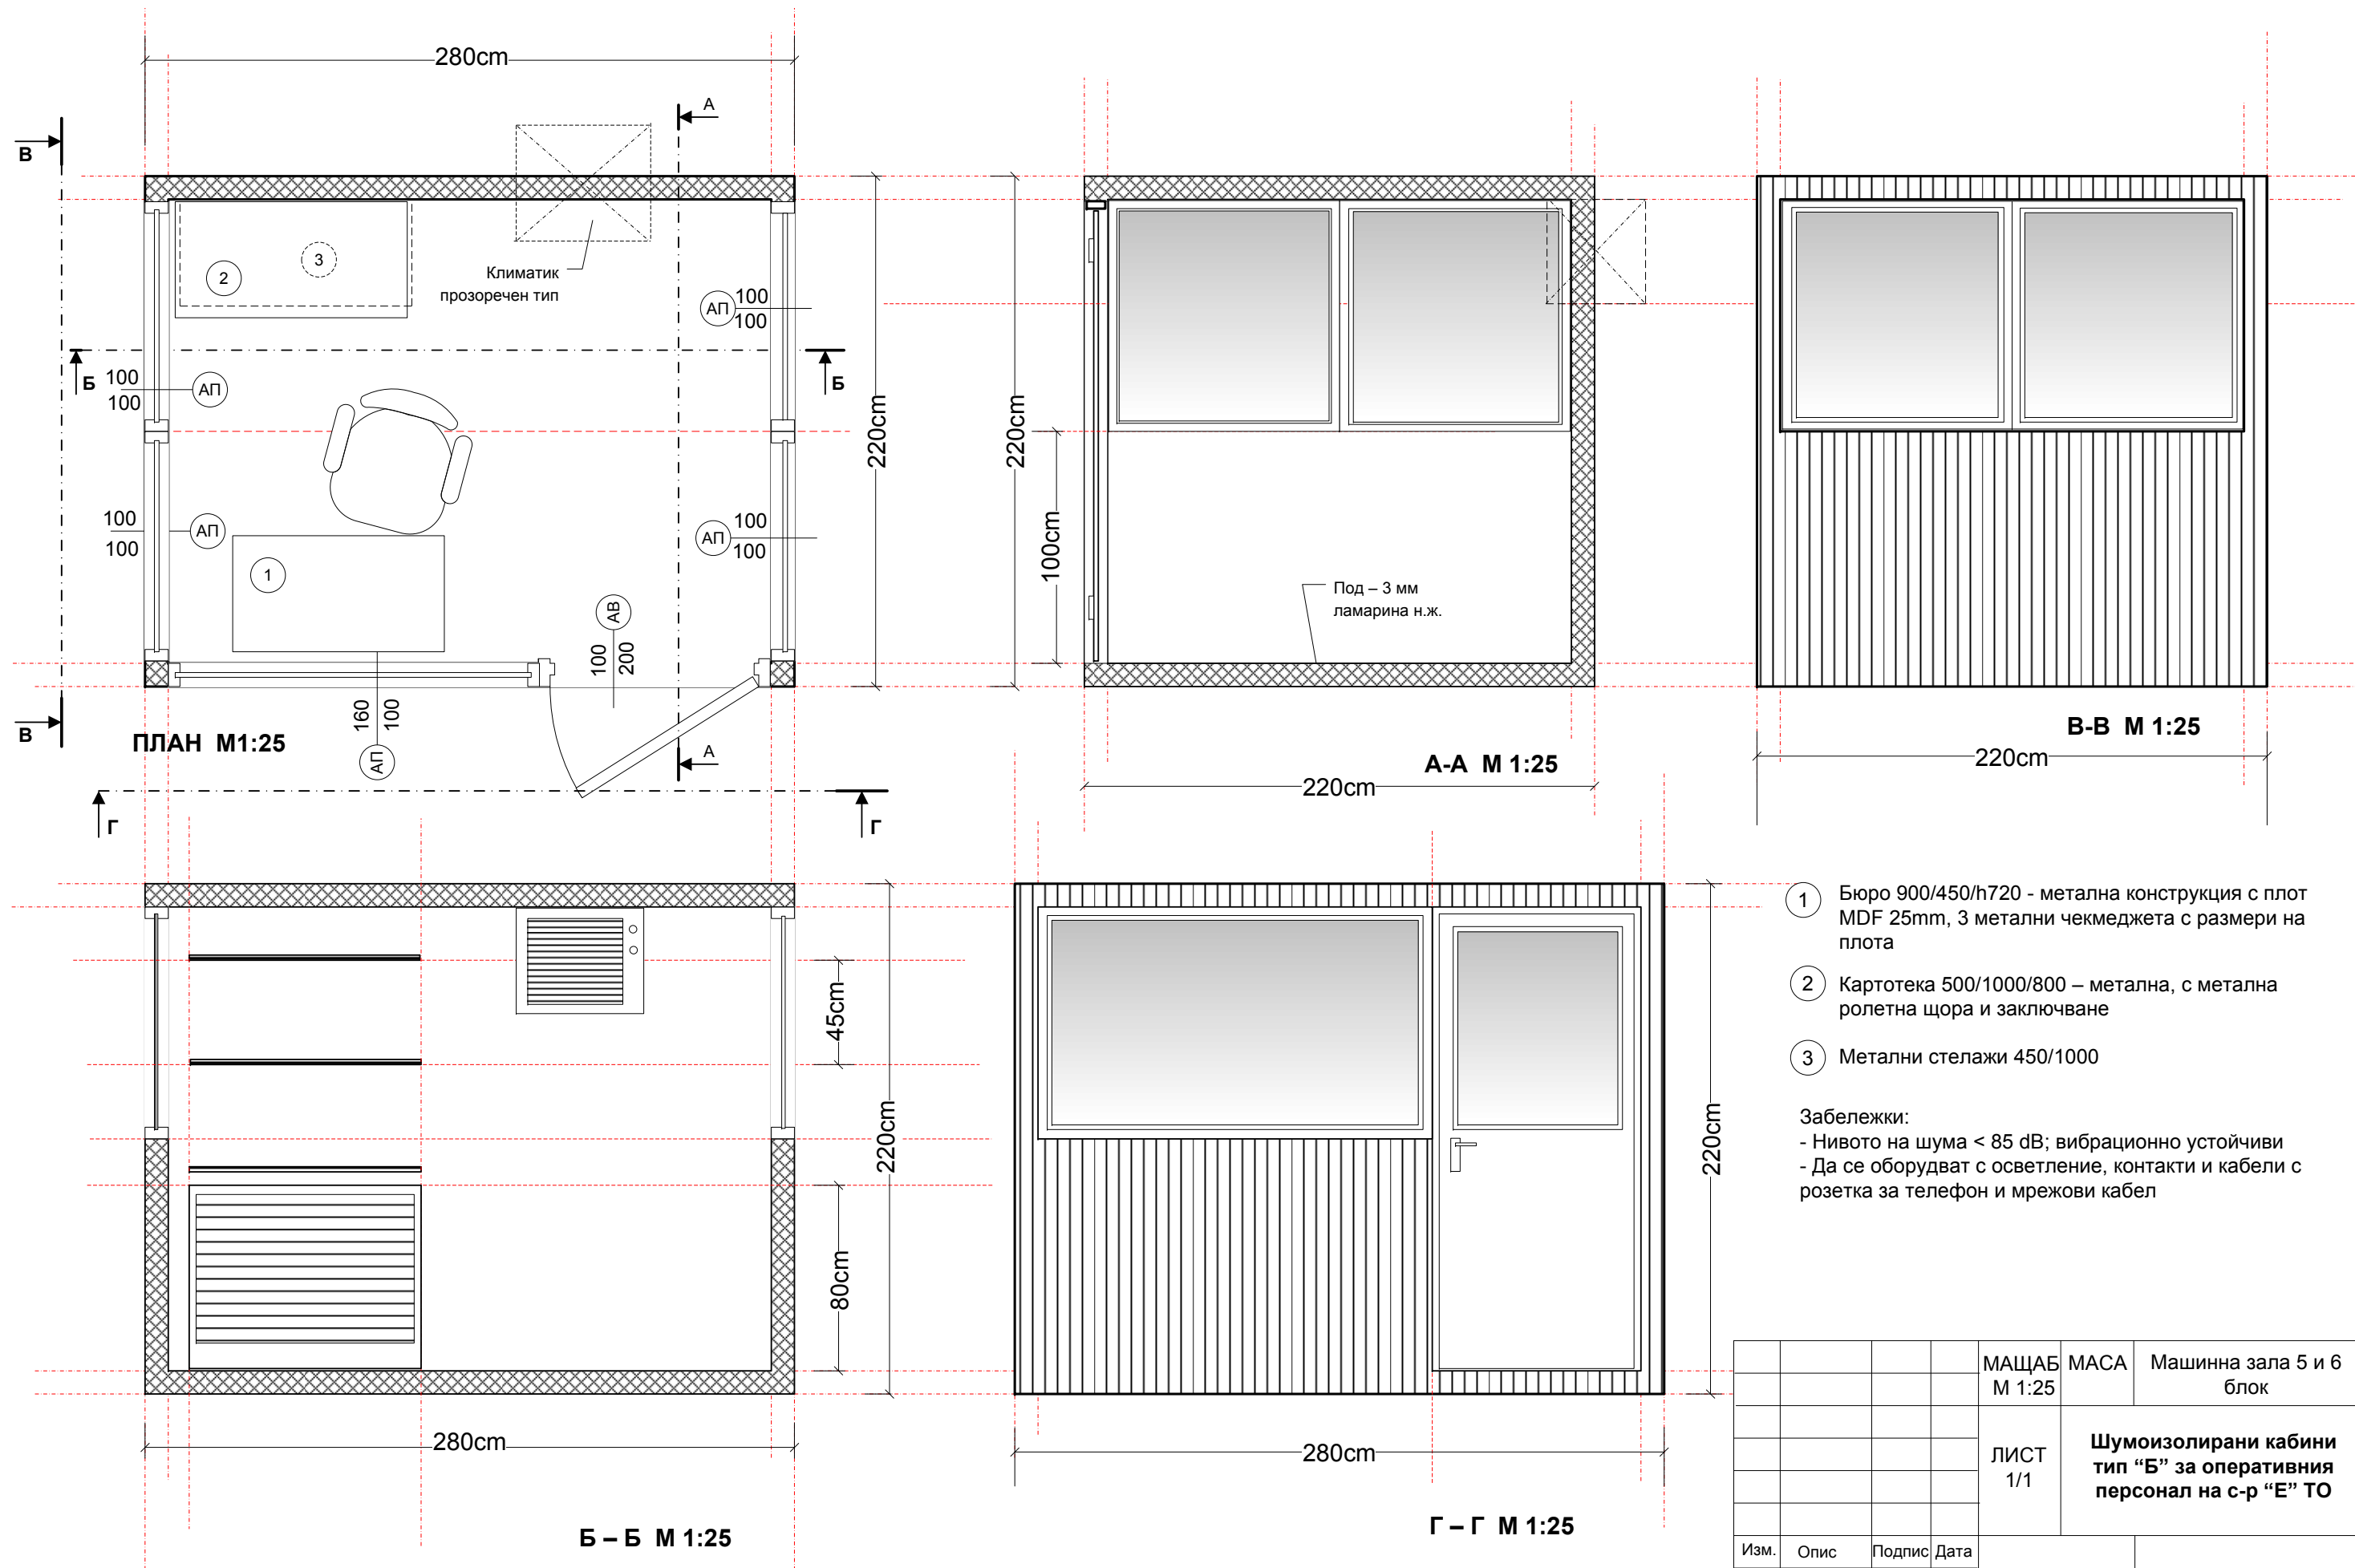 280cm
А
В
Климатик
прозоречен тип
2
3
АП
100
100
Б
Б
100
100
АП
100
100
АП
АП
100
100
1
АВ
100
200
160
100
АП
В
А
ПЛАН М1:25
Г
Г
220cm
220cm
100cm
Под – 3 мм
ламарина н.ж.
А-А М 1:25
220cm
В-В М 1:25
220cm
45cm
80cm
220cm
280cm
Б – Б М 1:25
220cm
280cm
Г – Г М 1:25
1
Бюро 900/450/h720 - метална конструкция с плот
MDF 25mm, 3 метални чекмеджета с размери на
плота
2
Картотека 500/1000/800 – метална, с метална
ролетна щора и заключване
3
Метални стелажи 450/1000
Забележки:
- Нивото на шума < 85 dB; вибрационно устойчиви
- Да се оборудват с осветление, контакти и кабели с
розетка за телефон и мрежови кабел
МАЩАБ
М 1:25
МАСА
Машинна зала 5 и 6
блок
ЛИСТ
1/1
Шумоизолирани кабини
тип “Б” за оперативния
персонал на с-р “Е” ТО
Изм.
Опис
Подпис
Дата